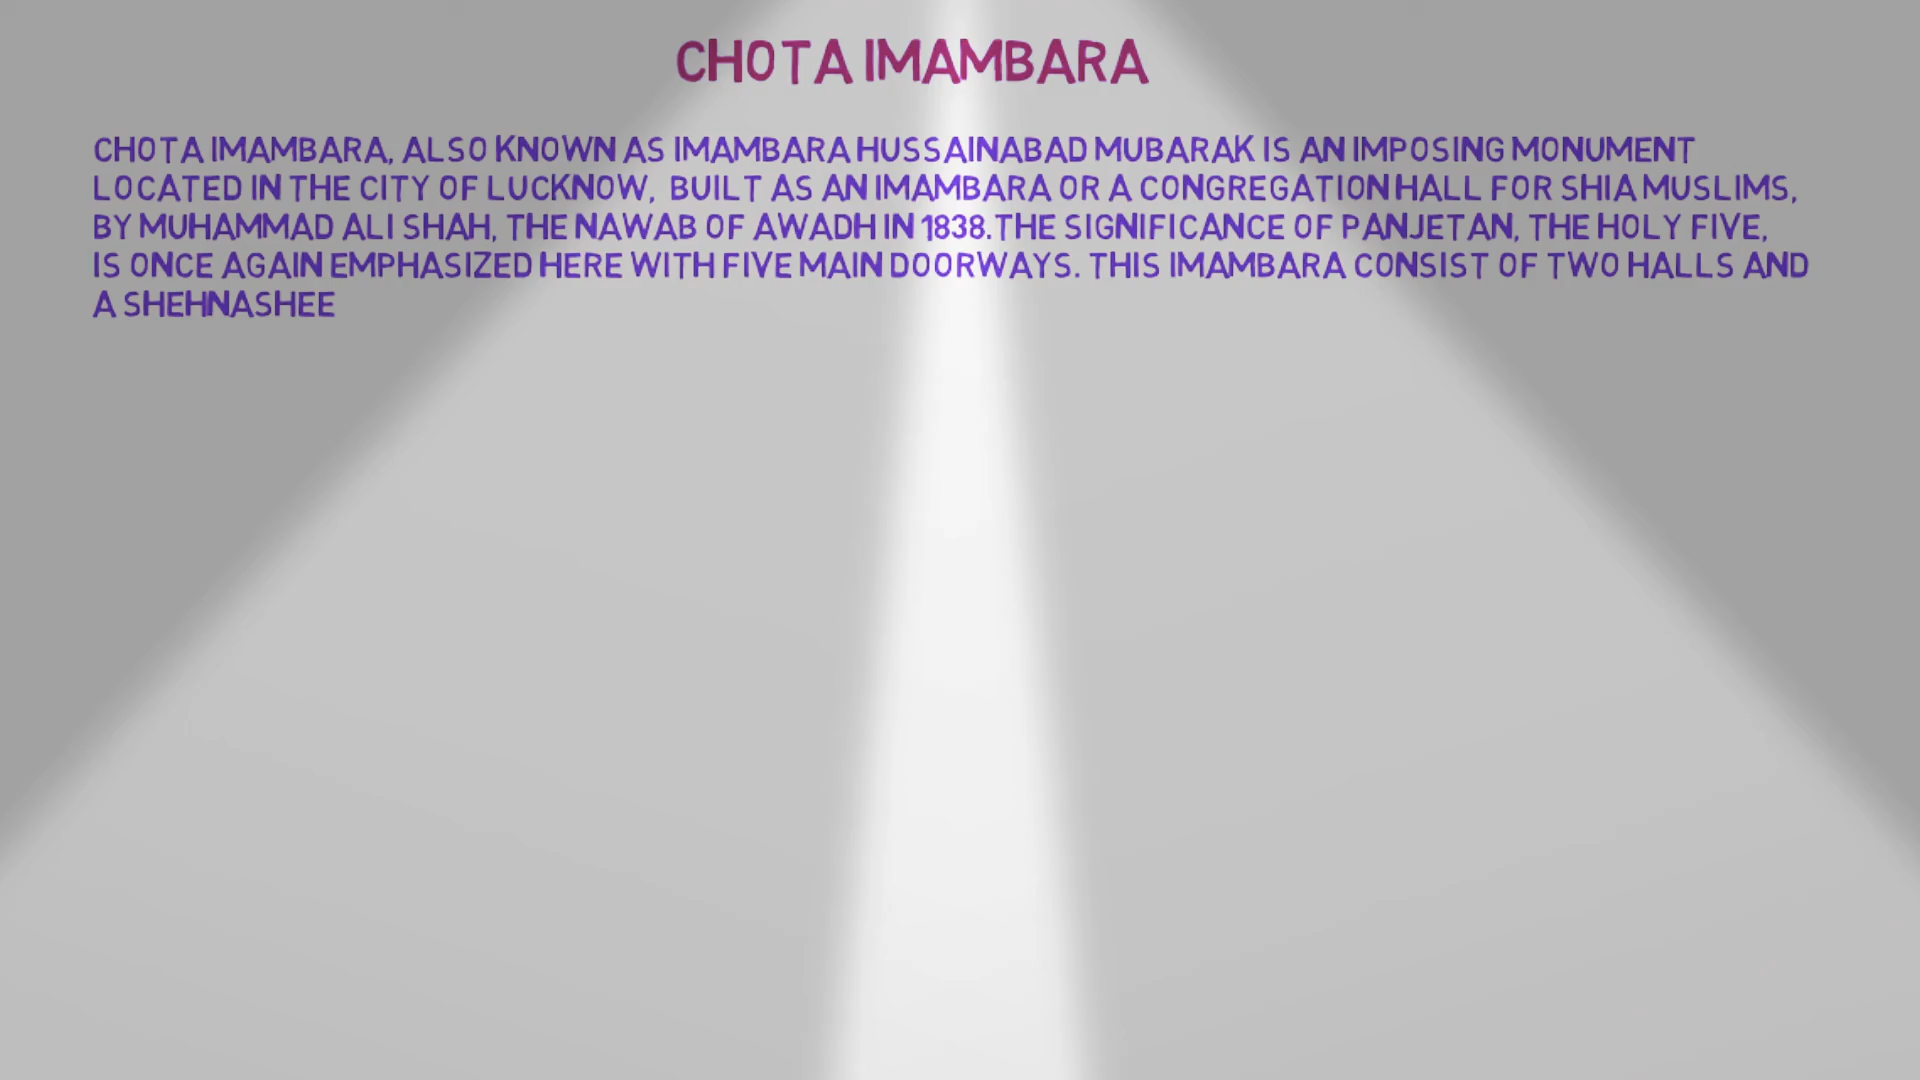 CHOTA IMAMBARA
CHOTA IMAMBARA, ALSO KNOWN AS IMAMBARA HUSSAINABAD MUBARAK IS AN IMPOSING MONUMENT
LOCATED IN THE CITY OF LUCKNOW, BUILT AS AN IMAMBARA OR A CONGREGATION HALL FOR SHIA MUSLIMS,
BY MUHAMMAD ALI SHAH, THE NAWAB OF AWADH IN 1838.THE SIGNIFICANCE OF PANJETAN, THE HOLY FIVE,
IS ONCE AGAIN EMPHASIZED HERE WITH FIVE MAIN DOORWAYS. THIS IMAMBARA CONSIST OF TWO HALLS AND
A SHEHNASHEE